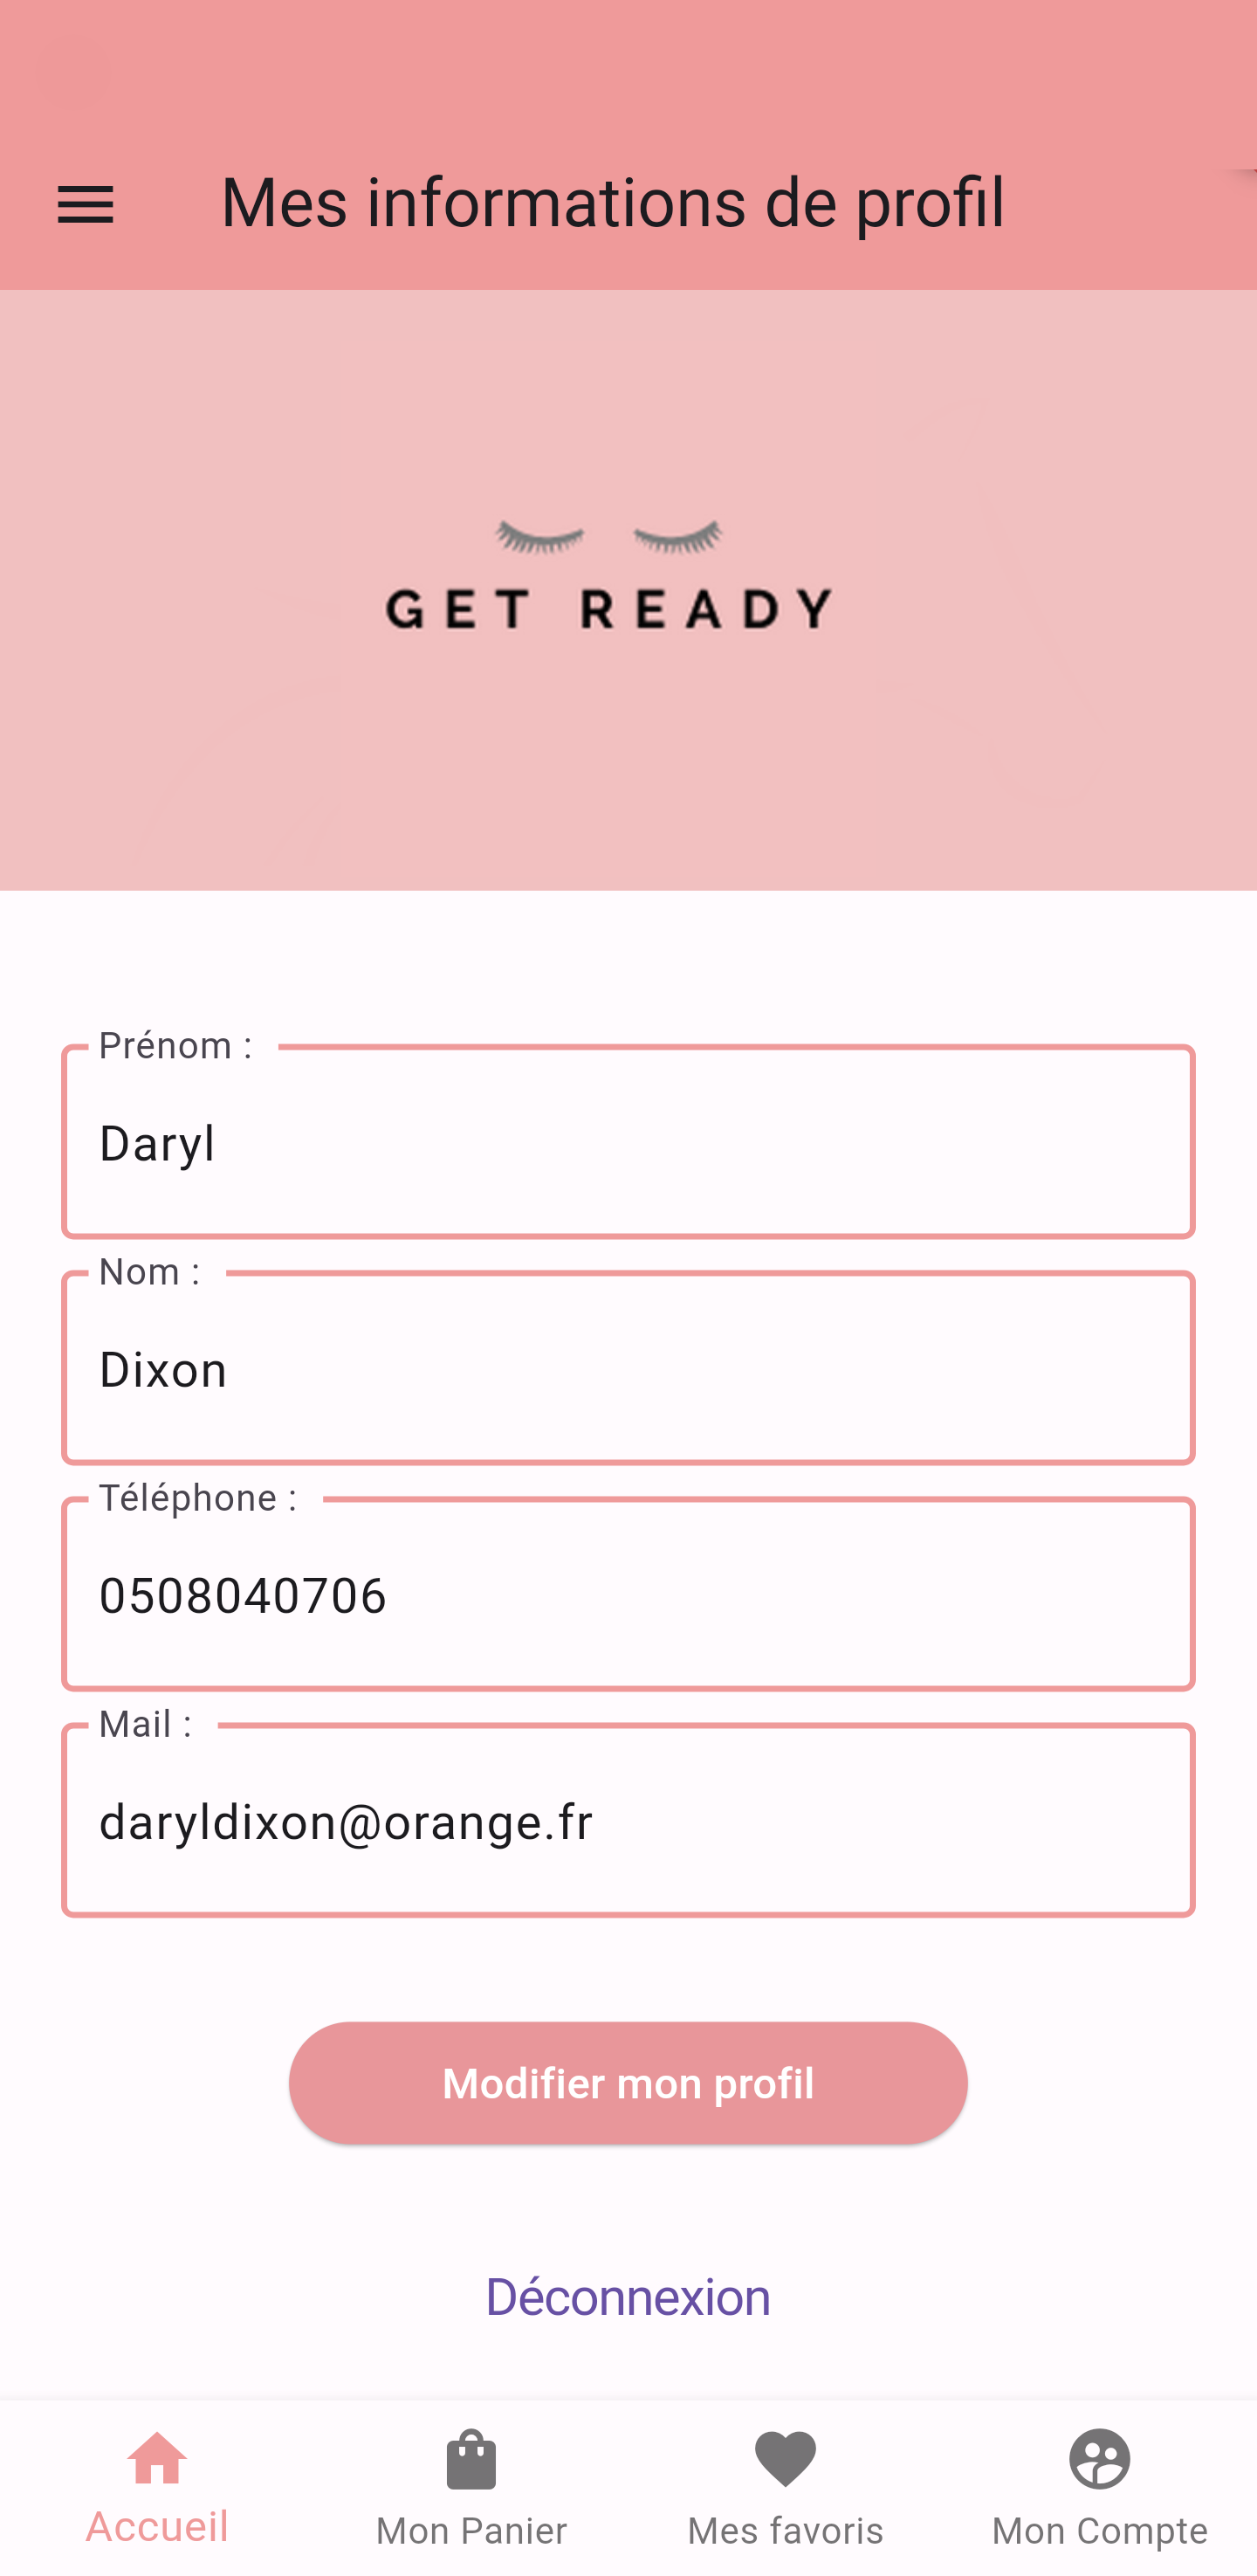 Mes informations de profil
GET READY
Prénom :
Daryl
Nom :
Dixon
Téléphone :
0508040706
Mail :
daryldixon@orange.fr
Modifier mon profil
Déconnexion
Accueil
Mon Panier
Mes favoris
Mon Compte